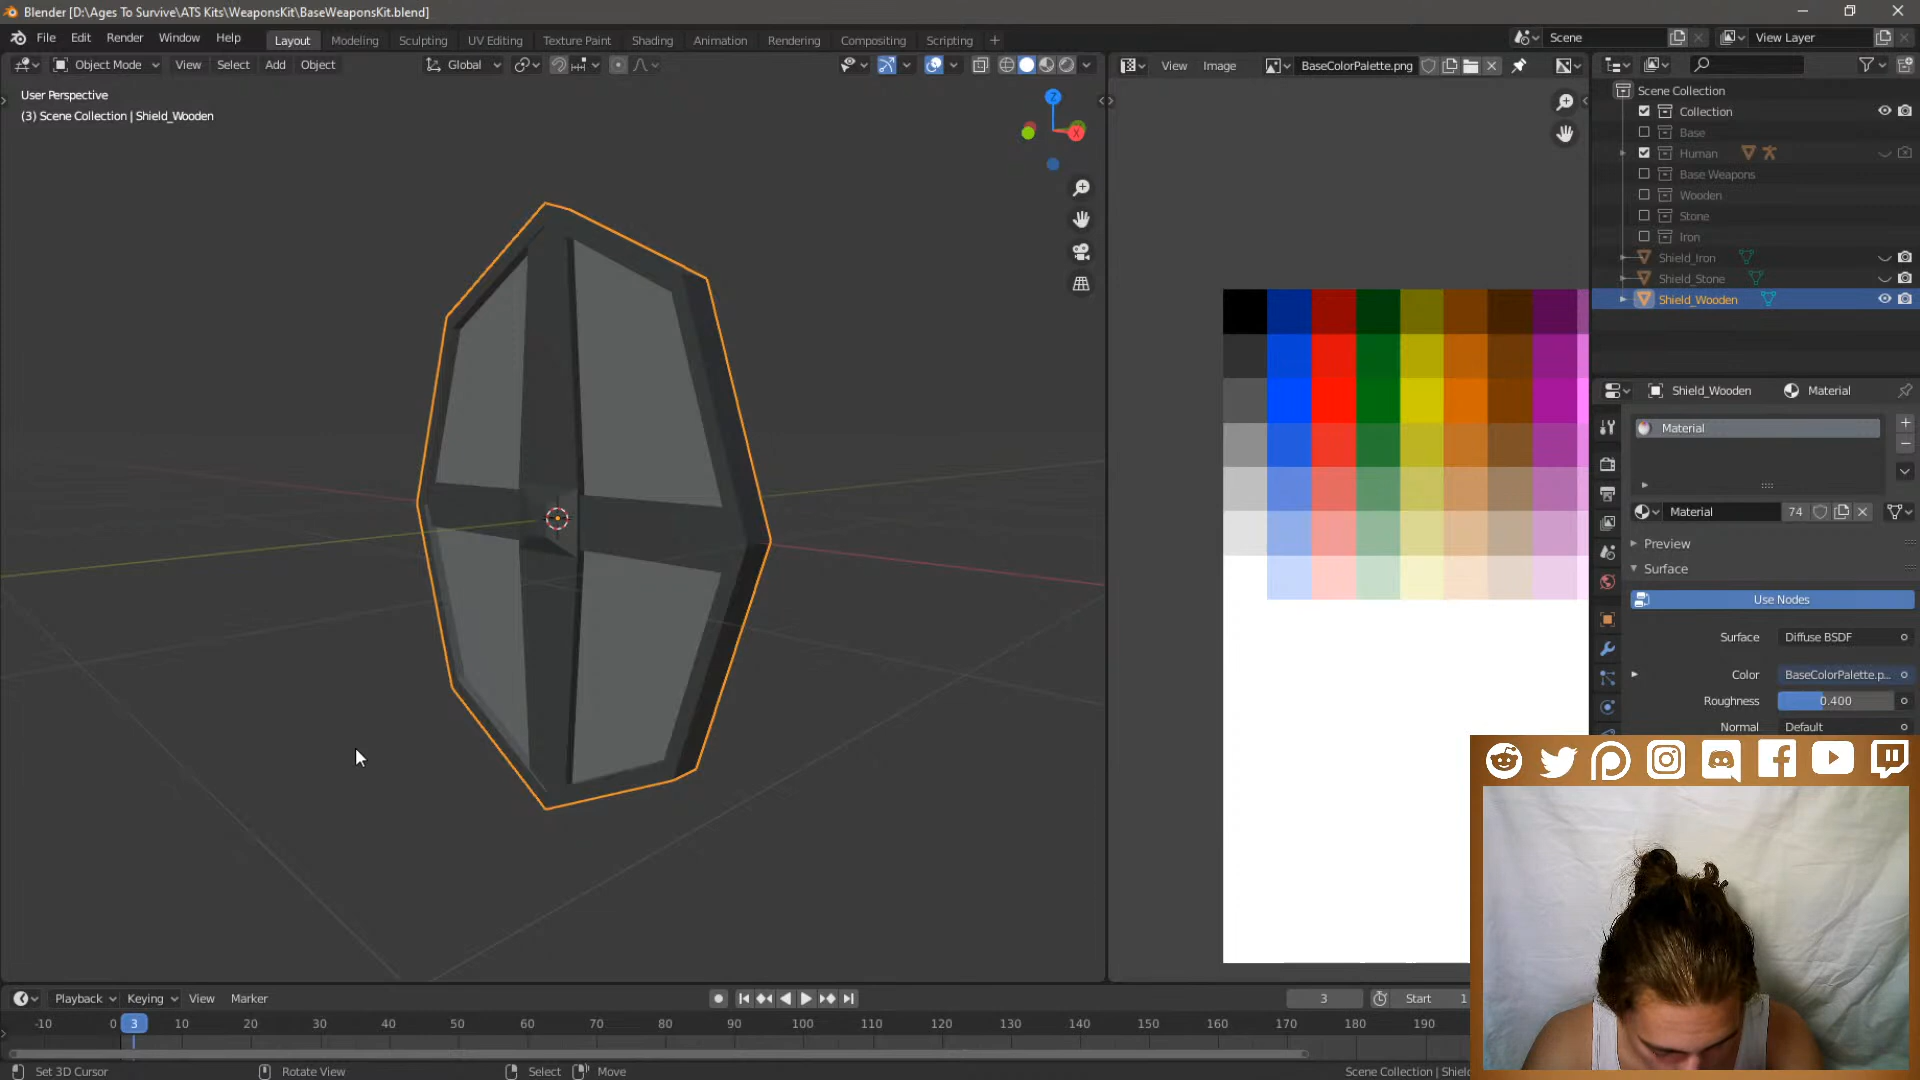 Blender [D:\Ages To Survive\ATS Kits\WeaponsKit\BaseWeaponsKit.blend]
File Edit Render Window Help Layout Modeling Sculpting UV Editing Texture Paint Shading Animation Rendering Compositing Scripting + Scene View Layer
Object Mode View Select Add Object Global View Image BaseColorPalette.png
User Perspective
(3) Scene Collection | Shield_Wooden
Z
X
Scene Collection
Collection
Base
Human
Base Weapons
Wooden
Stone
Iron
Shield_Iron
Shield_Stone
Shield_Wooden
Shield_Wooden Material
Material
Material 74
Preview
Surface
Use Nodes
Surface Diffuse BSDF
Color BaseColorPalette.p...
Roughness 0.400
Normal Default
Playback Keying View Marker 3 Start 1
-10 0 3 10 20 30 40 50 60 70 80 90 100 110 120 130 140 150 160 170 180 190
Set 3D Cursor Rotate View Select Move Scene Collection | Shield